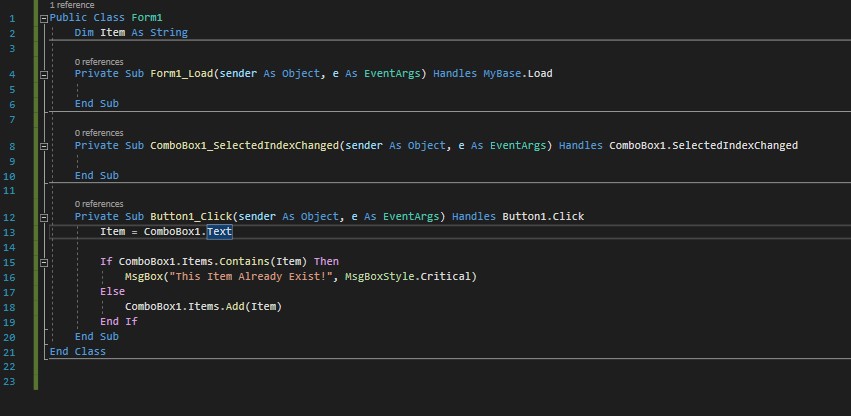 1 reference
1 Public Class Form1
2 Dim Item As String
3
0 references
4 Private Sub Form1_Load(sender As Object, e As EventArgs) Handles MyBase.Load
5
6 End Sub
7
0 references
8 Private Sub ComboBox1_SelectedIndexChanged(sender As Object, e As EventArgs) Handles ComboBox1.SelectedIndexChanged
9
10 End Sub
11
0 references
12 Private Sub Button1_Click(sender As Object, e As EventArgs) Handles Button1.Click
13 Item = ComboBox1.Text
14
15 If ComboBox1.Items.Contains(Item) Then
16 MsgBox("This Item Already Exist!", MsgBoxStyle.Critical)
17 Else
18 ComboBox1.Items.Add(Item)
19 End If
20 End Sub
21 End Class
22
23